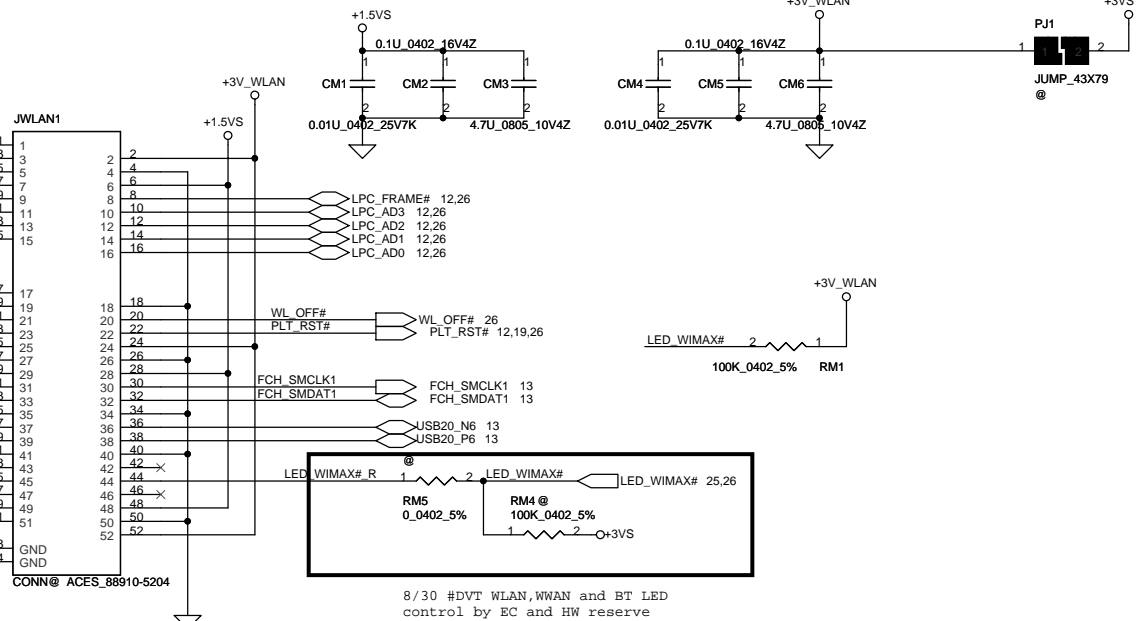 +1.5VS
+3V_WLAN
+3VS
PJ1
0.1U_0402_16V4Z
0.1U_0402_16V4Z
1 1 1
1 1 1
1 1 2 2
CM1 CM2 CM3
CM4 CM5 CM6
JUMP_43X79
@
2 2 2
2 2 2
0.01U_0402_25V7K 4.7U_0805_10V4Z
0.01U_0402_25V7K 4.7U_0805_10V4Z
+3V_WLAN
+1.5VS
JWLAN1
1
3 2 2
5 4 4
7 6 6
9 8 8 LPC_FRAME# 12,26
11 10 10 LPC_AD3 12,26
13 12 12 LPC_AD2 12,26
15 14 14 LPC_AD1 12,26
16 16 LPC_AD0 12,26
17
19 18 18
21 20 20 WL_OFF# WL_OFF# 26
23 22 22 PLT_RST# PLT_RST# 12,19,26
25 24 24
27 26 26
29 28 28
31 30 30 FCH_SMCLK1 FCH_SMCLK1 13
33 32 32 FCH_SMDAT1 FCH_SMDAT1 13
35 34 34
37 36 36 USB20_N6 13
39 38 38 USB20_P6 13
41 40 40
43 42 42
45 44 44 LED_WIMAX#_R 1 2 LED_WIMAX# LED_WIMAX# 25,26
47 46 46
49 48 48
51 50 50
52 52
GND
GND
CONN@ ACES_88910-5204
+3V_WLAN
LED_WIMAX# 2 1
100K_0402_5% RM1
@
RM5
0_0402_5%
RM4 @
100K_0402_5%
1 2 +3VS
8/30 #DVT WLAN,WWAN and BT LED
control by EC and HW reserve